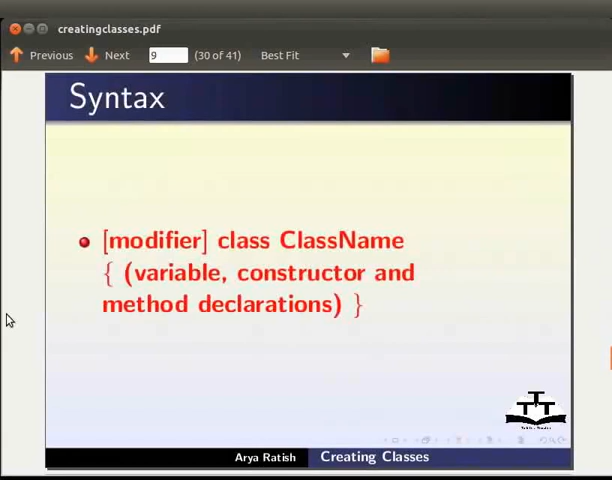 creatingclasses.pdf
Previous Next 9 (30 of 41) Best Fit
Syntax
[modifier] class ClassName
{ (variable, constructor and
method declarations) }
Arya Ratish Creating Classes